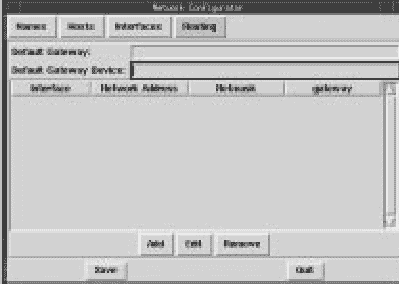 Network Configurator
Names Hosts Interfaces Routing
Default Gateway:
Default Gateway Device:
Interface Network Address Netmask gateway
Add Edit Remove
Save Quit